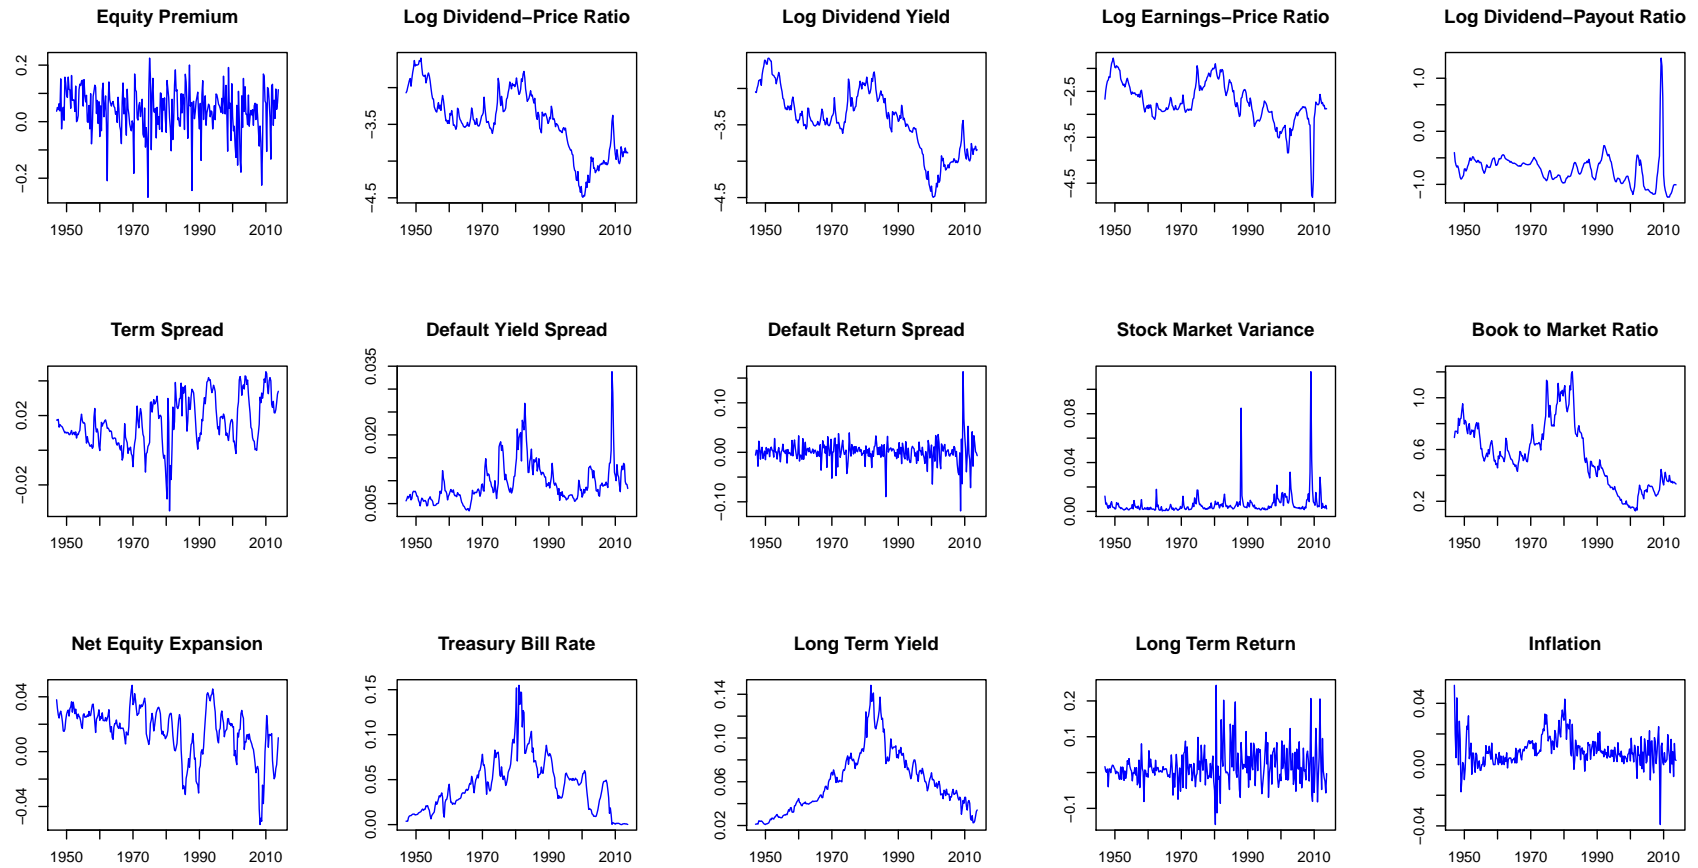 Equity Premium
−0.2 0.0 0.2
1950 1970 1990 2010
Log Dividend−Price Ratio
−4.5 −3.5
1950 1970 1990 2010
Log Dividend Yield
−4.5 −3.5
1950 1970 1990 2010
Log Earnings−Price Ratio
−4.5 −3.5 −2.5
1950 1970 1990 2010
Log Dividend−Payout Ratio
−1.0 0.0 1.0
1950 1970 1990 2010
Term Spread
−0.02 0.02
1950 1970 1990 2010
Default Yield Spread
0.005 0.020 0.035
1950 1970 1990 2010
Default Return Spread
−0.10 0.00 0.10
1950 1970 1990 2010
Stock Market Variance
0.00 0.04 0.08
1950 1970 1990 2010
Book to Market Ratio
0.2 0.6 1.0
1950 1970 1990 2010
Net Equity Expansion
−0.04 0.00 0.04
1950 1970 1990 2010
Treasury Bill Rate
0.00 0.05 0.10 0.15
1950 1970 1990 2010
Long Term Yield
0.02 0.06 0.10 0.14
1950 1970 1990 2010
Long Term Return
−0.1 0.1 0.2
1950 1970 1990 2010
Inflation
−0.04 0.00 0.04
1950 1970 1990 2010